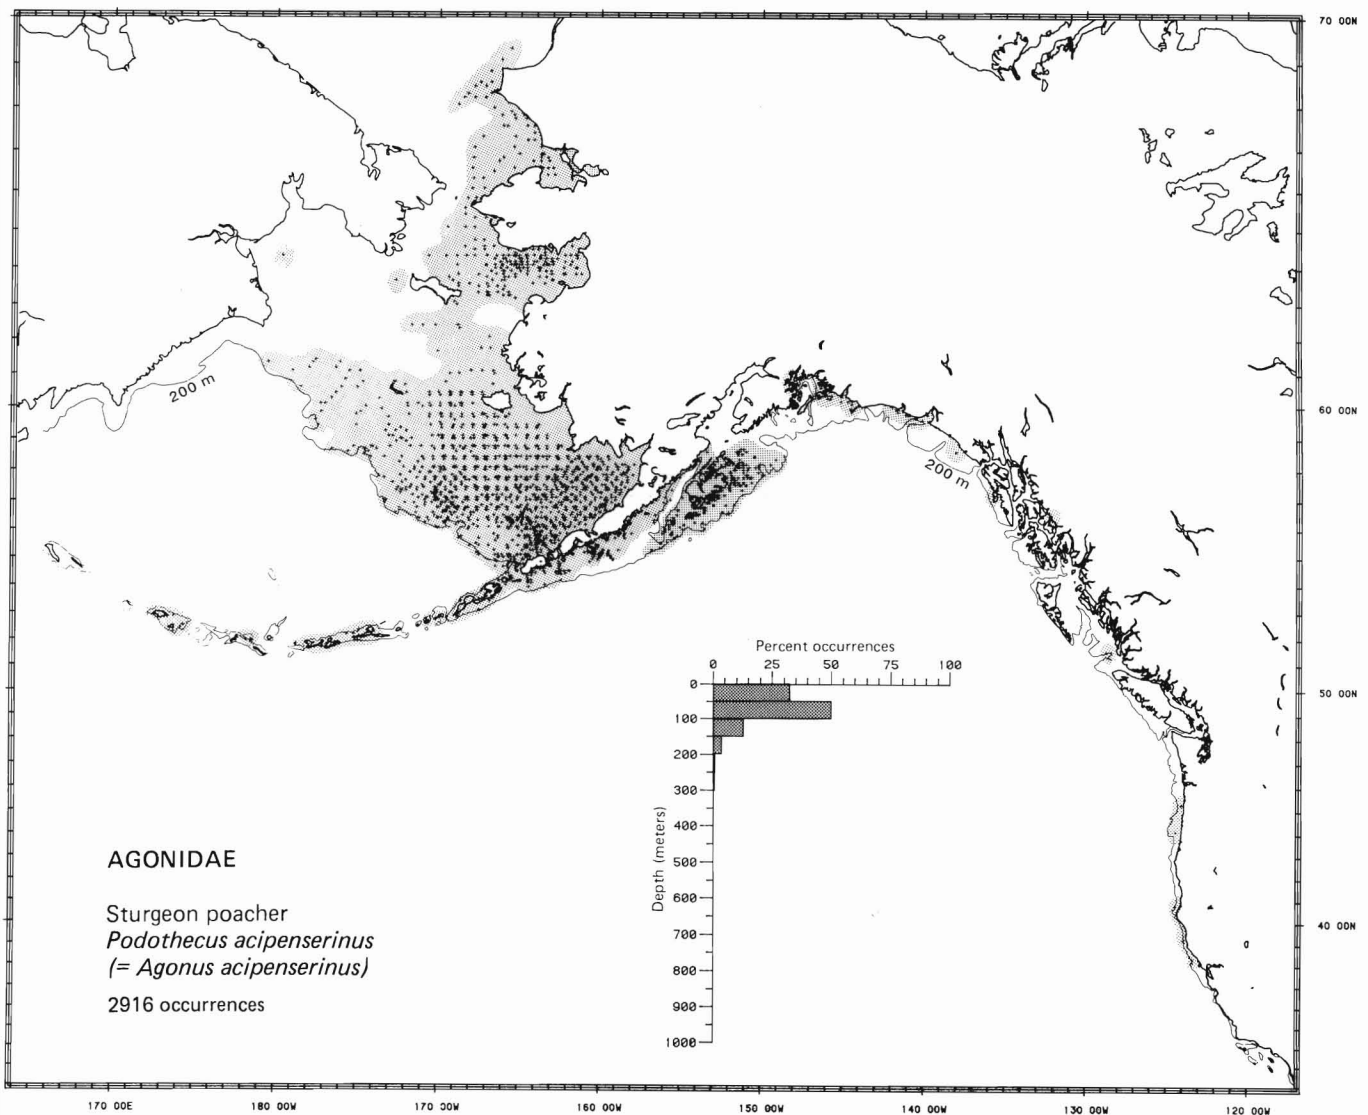 70 00N
200 m
60 00N
200 m
Percent occurrences
0 25 50 75 100
0
100
200
300
400
500
600
700
800
900
1000
Depth (meters)
50 00N
40 00N
AGONIDAE
Sturgeon poacher
Podothecus acipenserinus
(= Agonus acipenserinus)
2916 occurrences
170 00E 180 00W 170 00W 160 00W 150 00W 140 00W 130 00W 120 00W